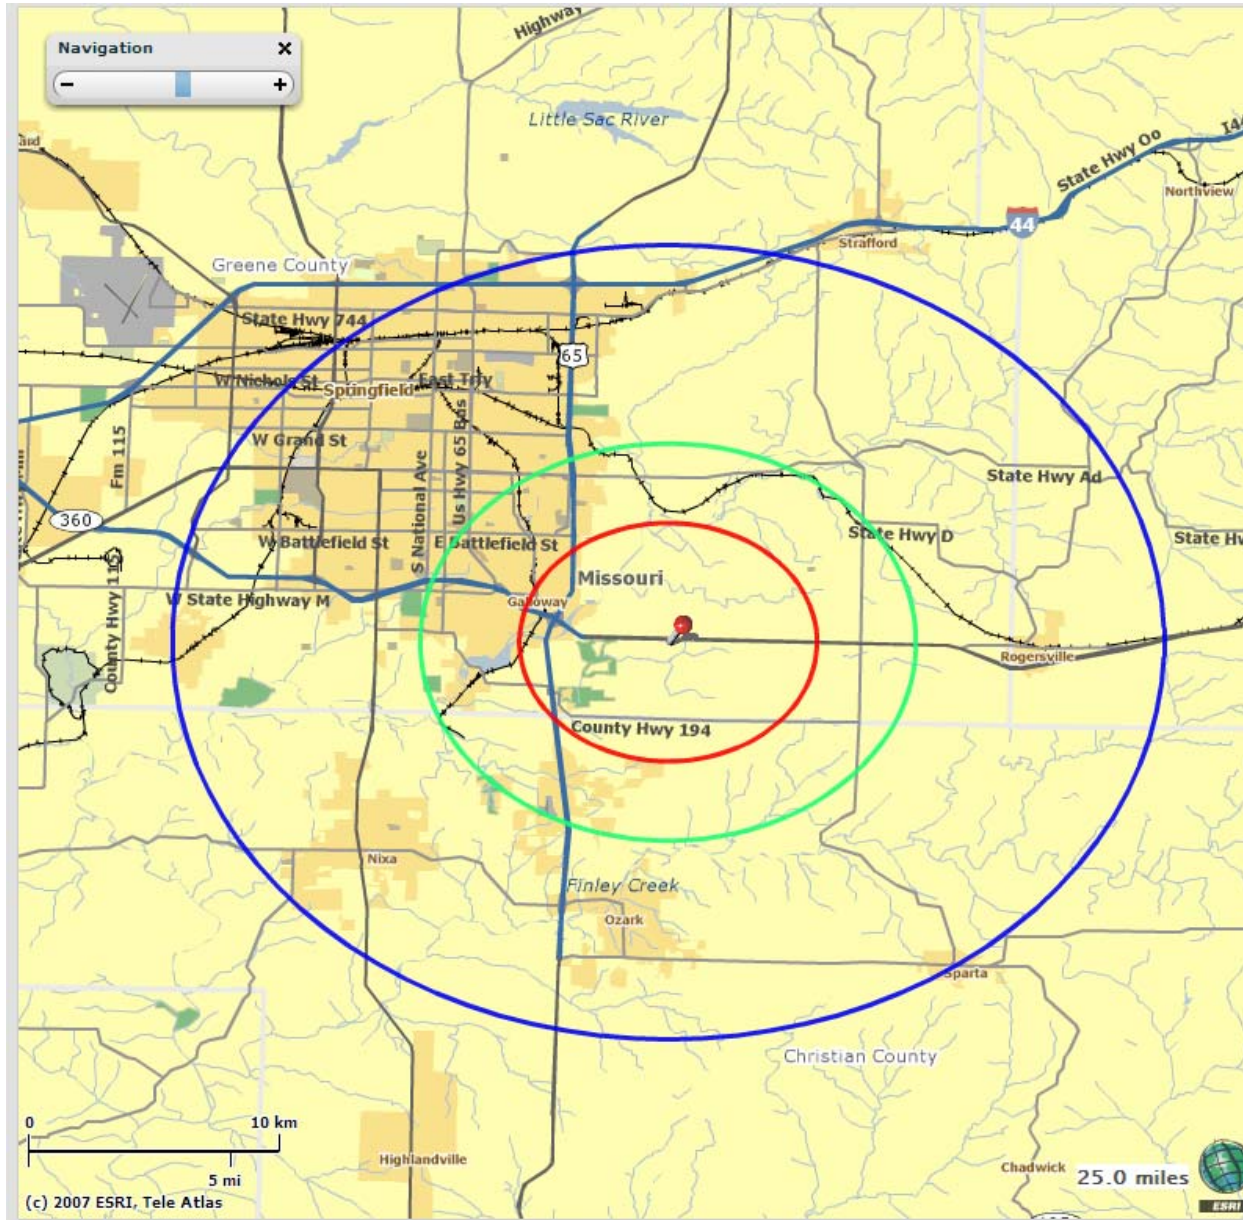 Navigation
Highway
Little Sac River
State Hwy Oo
I44
Northview
44
Strafford
Greene County
State Hwy 744
65
W Nichols St
East Trfy
Springfield
Us Hwy 65 Bus
W Grand St
Fm 115
S National Ave
State Hwy Ad
360
State Hwy D
W Battlefield St
E Battlefield St
Missouri
W State Highway M
Galloway
County Hwy 115
Rogersville
County Hwy 194
Nixa
Finley Creek
Ozark
Sparta
Christian County
0
10 km
5 mi
Highlandville
Chadwick
25.0 miles
(c) 2007 ESRI, Tele Atlas
ESRI